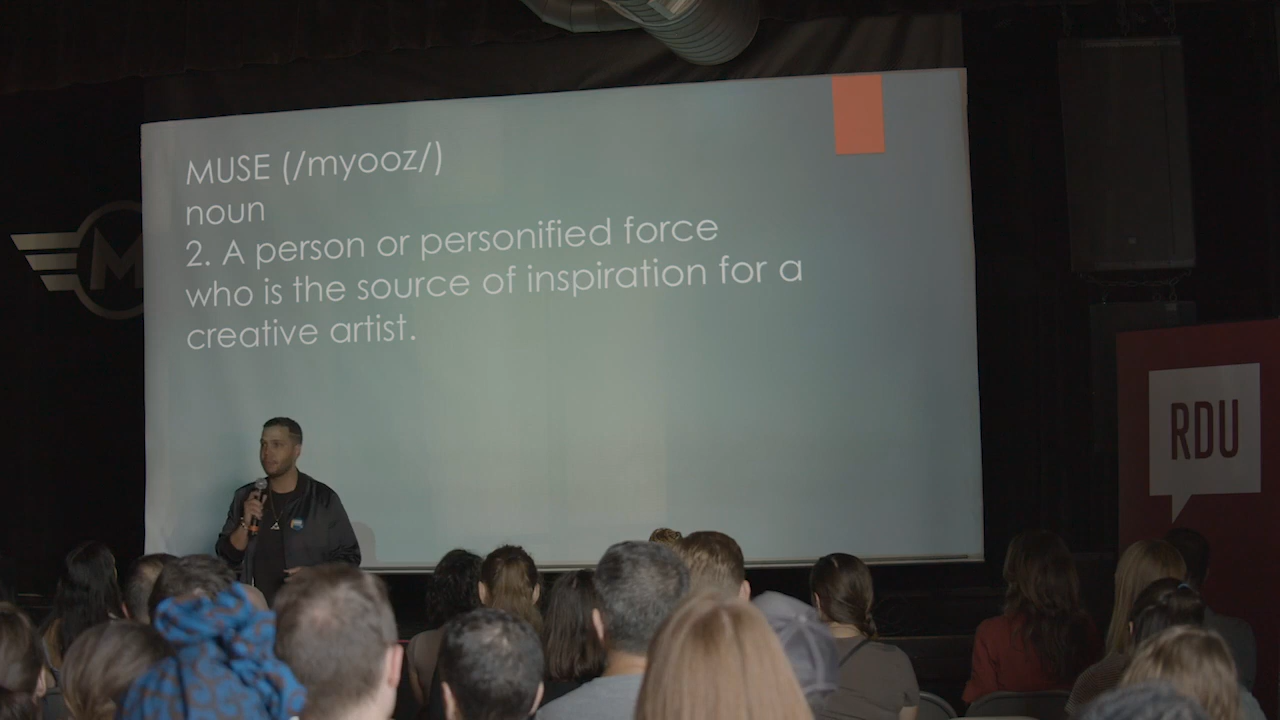 MUSE (/myooz/)
noun
2. A person or personified force
who is the source of inspiration for a
creative artist.
M
RDU